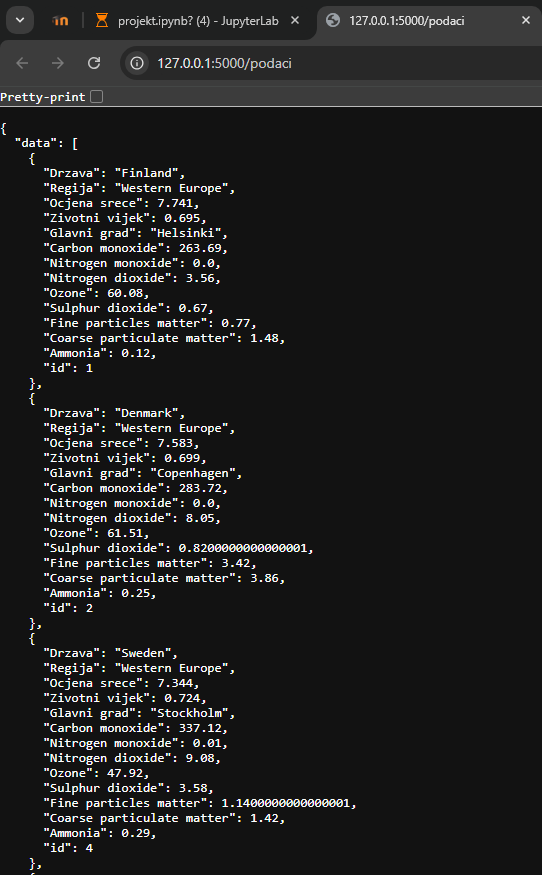 projekt.ipynb? (4) - JupyterLab
127.0.0.1:5000/podaci
127.0.0.1:5000/podaci
Pretty-print
{
  "data": [
    {
      "Drzava": "Finland",
      "Regija": "Western Europe",
      "Ocjena srece": 7.741,
      "Zivotni vijek": 0.695,
      "Glavni grad": "Helsinki",
      "Carbon monoxide": 263.69,
      "Nitrogen monoxide": 0.0,
      "Nitrogen dioxide": 3.56,
      "Ozone": 60.08,
      "Sulphur dioxide": 0.67,
      "Fine particles matter": 0.77,
      "Coarse particulate matter": 1.48,
      "Ammonia": 0.12,
      "id": 1
    },
    {
      "Drzava": "Denmark",
      "Regija": "Western Europe",
      "Ocjena srece": 7.583,
      "Zivotni vijek": 0.699,
      "Glavni grad": "Copenhagen",
      "Carbon monoxide": 283.72,
      "Nitrogen monoxide": 0.0,
      "Nitrogen dioxide": 8.05,
      "Ozone": 61.51,
      "Sulphur dioxide": 0.8200000000000001,
      "Fine particles matter": 3.42,
      "Coarse particulate matter": 3.86,
      "Ammonia": 0.25,
      "id": 2
    },
    {
      "Drzava": "Sweden",
      "Regija": "Western Europe",
      "Ocjena srece": 7.344,
      "Zivotni vijek": 0.724,
      "Glavni grad": "Stockholm",
      "Carbon monoxide": 337.12,
      "Nitrogen monoxide": 0.01,
      "Nitrogen dioxide": 9.08,
      "Ozone": 47.92,
      "Sulphur dioxide": 3.58,
      "Fine particles matter": 1.1400000000000001,
      "Coarse particulate matter": 1.42,
      "Ammonia": 0.29,
      "id": 4
    },